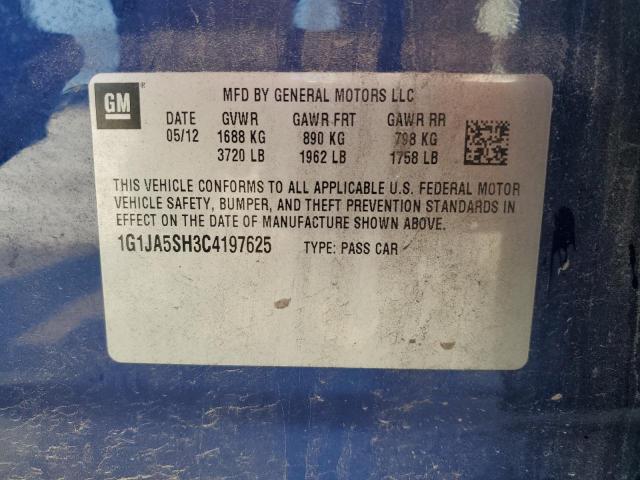 GM ®
MFD BY GENERAL MOTORS LLC
DATE GVWR GAWR FRT GAWR RR
05/12 1688 KG 890 KG 798 KG
3720 LB 1962 LB 1758 LB
THIS VEHICLE CONFORMS TO ALL APPLICABLE U.S. FEDERAL MOTOR
VEHICLE SAFETY, BUMPER, AND THEFT PREVENTION STANDARDS IN
EFFECT ON THE DATE OF MANUFACTURE SHOWN ABOVE.
1G1JA5SH3C4197625 TYPE: PASS CAR